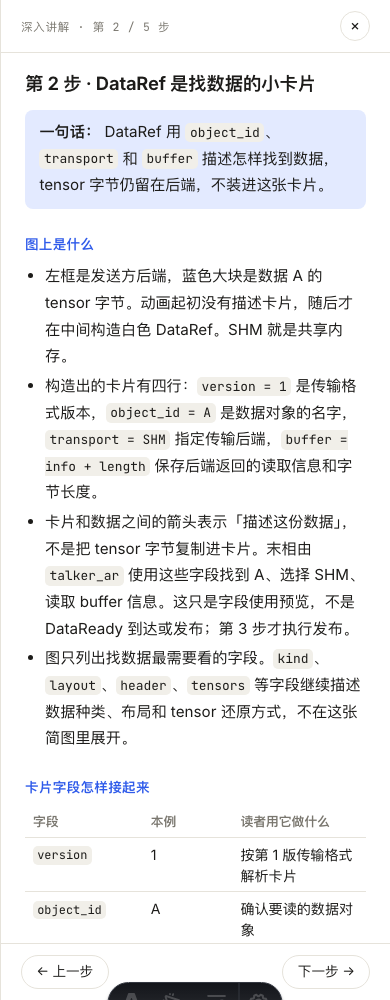 深入讲解 · 第 2 / 5 步
×
第 2 步 · DataRef 是找数据的小卡片
一句话： DataRef 用 object_id、
transport 和 buffer 描述怎样找到数据，
tensor 字节仍留在后端，不装进这张卡片。
图上是什么
• 左框是发送方后端，蓝色大块是数据 A 的
tensor 字节。动画起初没有描述卡片，随后才
在中间构造白色 DataRef。SHM 就是共享内
存。
• 构造出的卡片有四行：version = 1 是传输格
式版本，object_id = A 是数据对象的名字，
transport = SHM 指定传输后端，buffer =
info + length 保存后端返回的读取信息和字
节长度。
• 卡片和数据之间的箭头表示「描述这份数据」，
不是把 tensor 字节复制进卡片。末相由
talker_ar 使用这些字段找到 A、选择 SHM、
读取 buffer 信息。这只是字段使用预览，不是
DataReady 到达或发布；第 3 步才执行发布。
• 图只列出找数据最需要看的字段。kind、
layout、header、tensors 等字段继续描述
数据种类、布局和 tensor 还原方式，不在这张
简图里展开。
卡片字段怎样接起来
字段 本例 读者用它做什么
version 1 按第 1 版传输格式
解析卡片
object_id A 确认要读的数据对
象
← 上一步 下一步 →